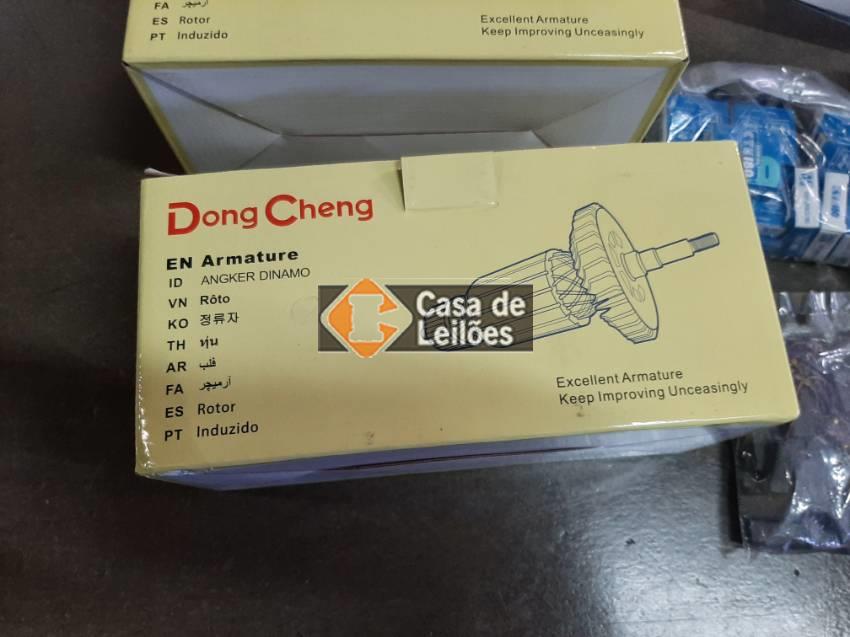 FA آرمیچر
ES Rotor
PT Induzido
Excellent Armature
Keep Improving Unceasingly
Dong Cheng
EN Armature
ID ANGKER DINAMO
VN Rôto
KO 정류자
TH ทุ่น
AR قلب
FA آرمیچر
ES Rotor
PT Induzido
Casa de
Leilões
Excellent Armature
Keep Improving Unceasingly